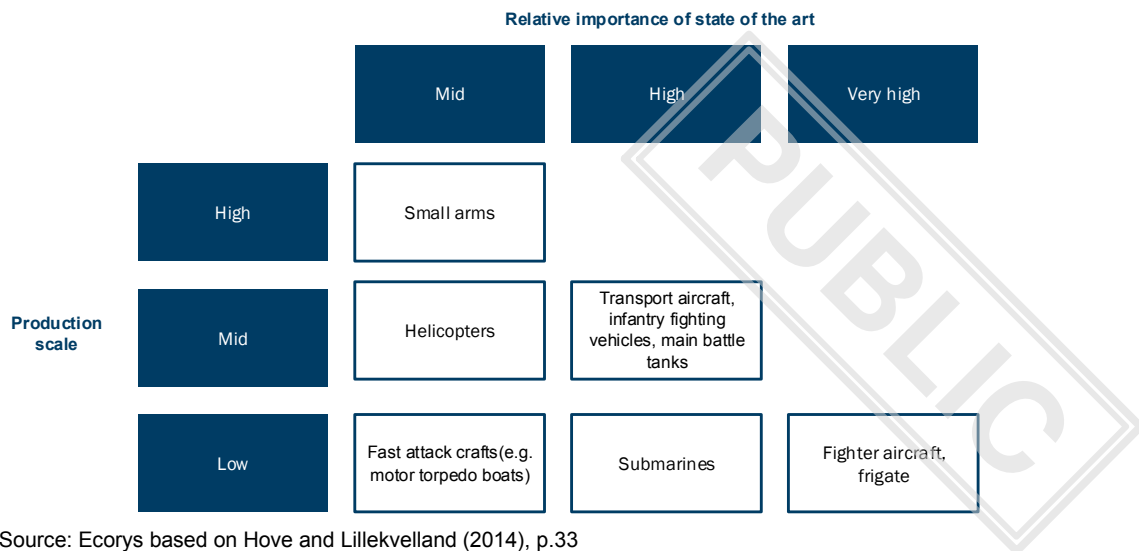 Relative importance of state of the art
Mid
High
Very high
High
Small arms
Production
scale
Mid
Helicopters
Transport aircraft,
infantry fighting
vehicles, main battle
tanks
Low
Fast attack crafts(e.g.
motor torpedo boats)
Submarines
Fighter aircraft,
frigate
PUBLIC
Source: Ecorys based on Hove and Lillekvelland (2014), p.33